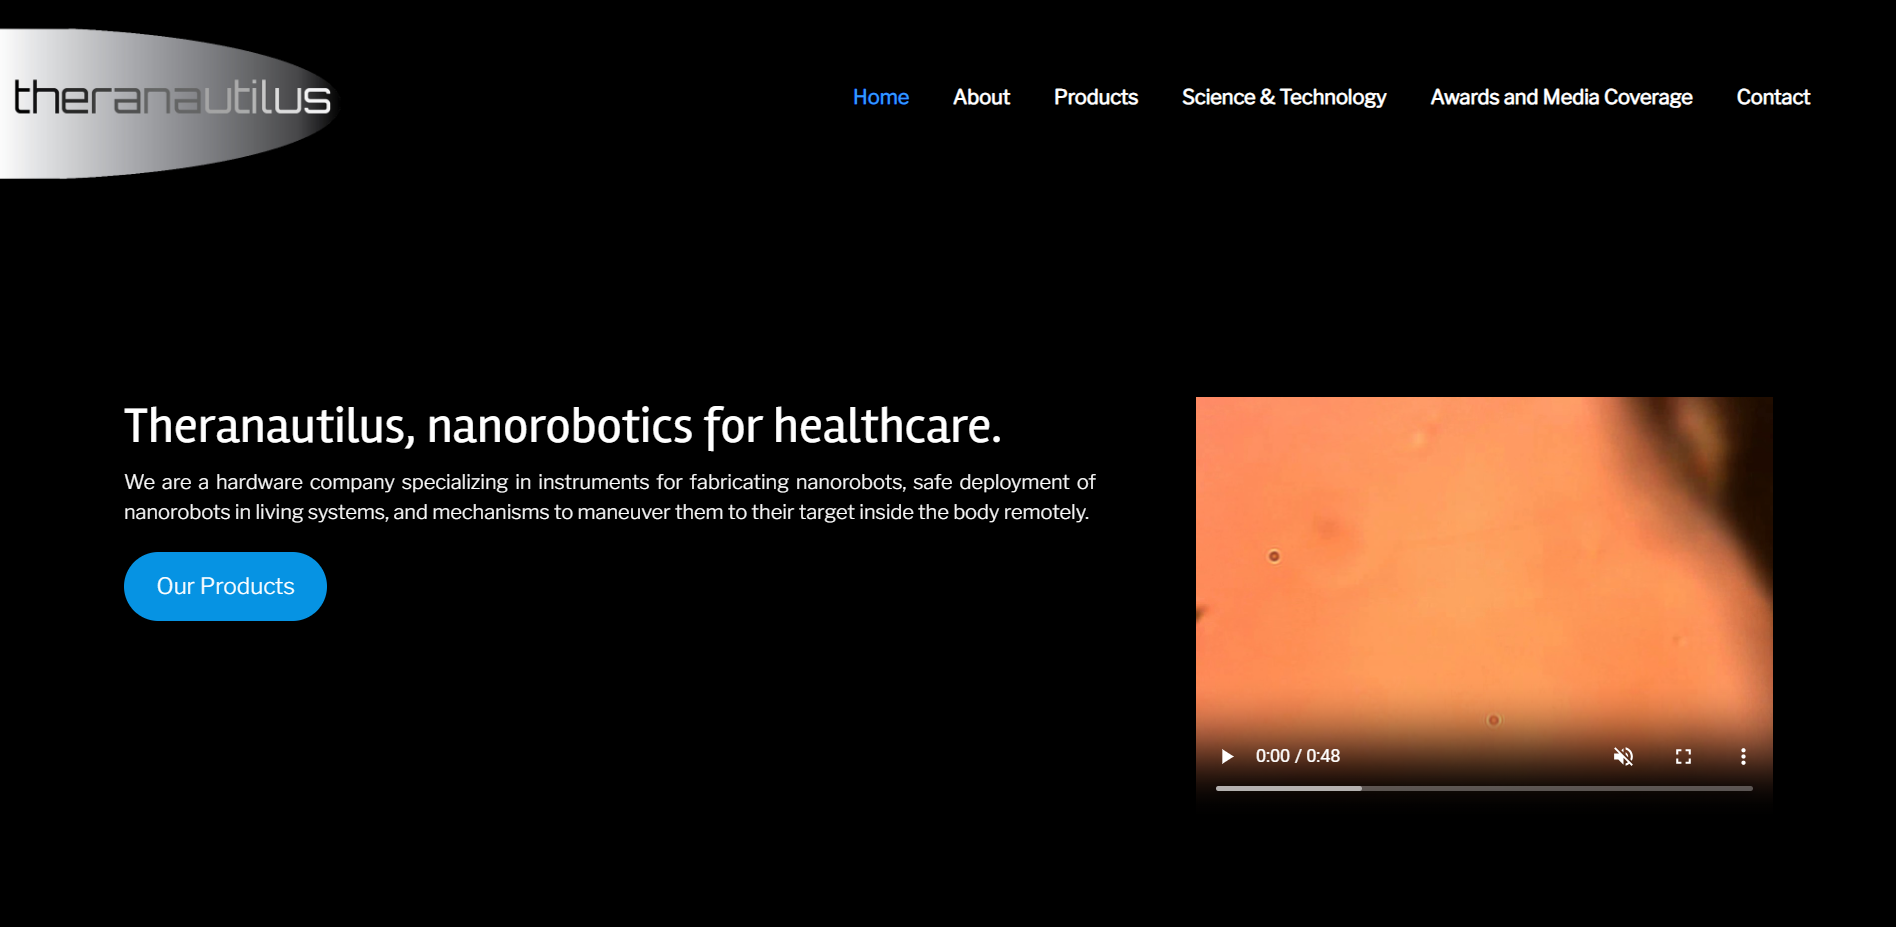 theranautilus
Home About Products Science & Technology Awards and Media Coverage Contact
Theranautilus, nanorobotics for healthcare.
We are a hardware company specializing in instruments for fabricating nanorobots, safe deployment of
nanorobots in living systems, and mechanisms to maneuver them to their target inside the body remotely.
Our Products
0:00 / 0:48